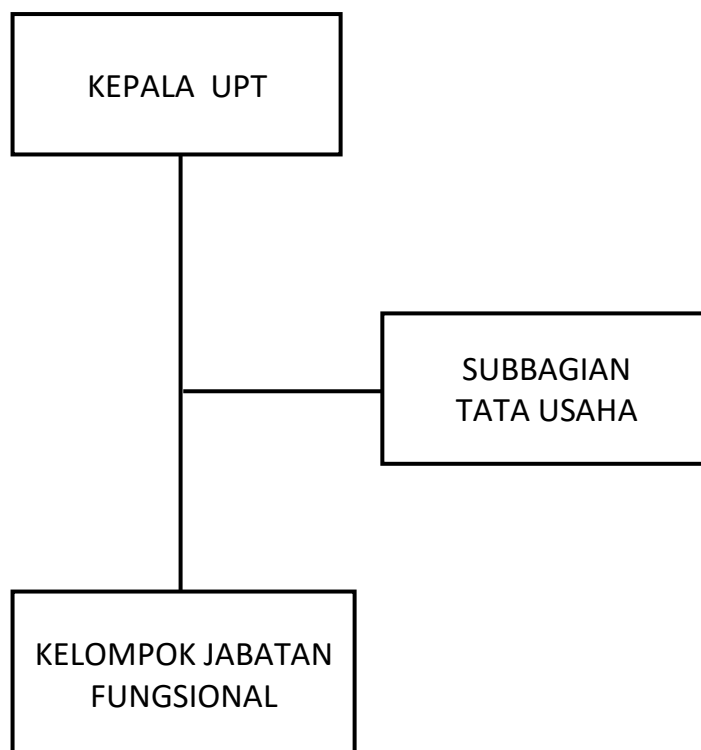 KEPALA UPT
SUBBAGIAN
TATA USAHA
KELOMPOK JABATAN
FUNGSIONAL